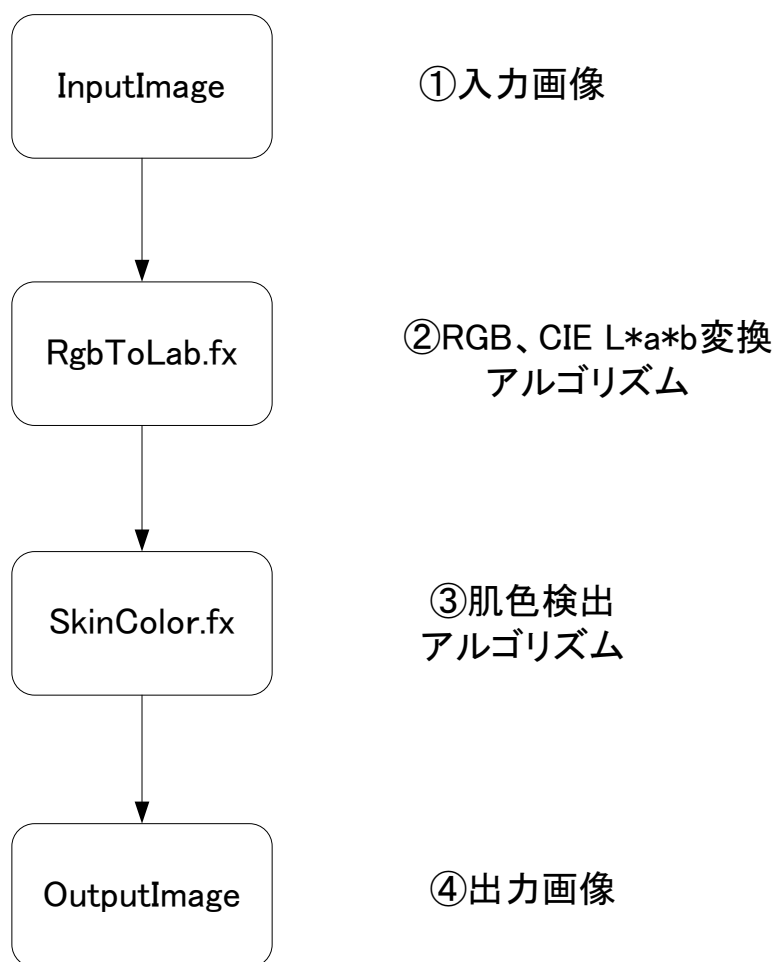 InputImage
①入力画像
RgbToLab.fx
②RGB、CIE L*a*b変換
アルゴリズム
SkinColor.fx
③肌色検出
アルゴリズム
OutputImage
④出力画像